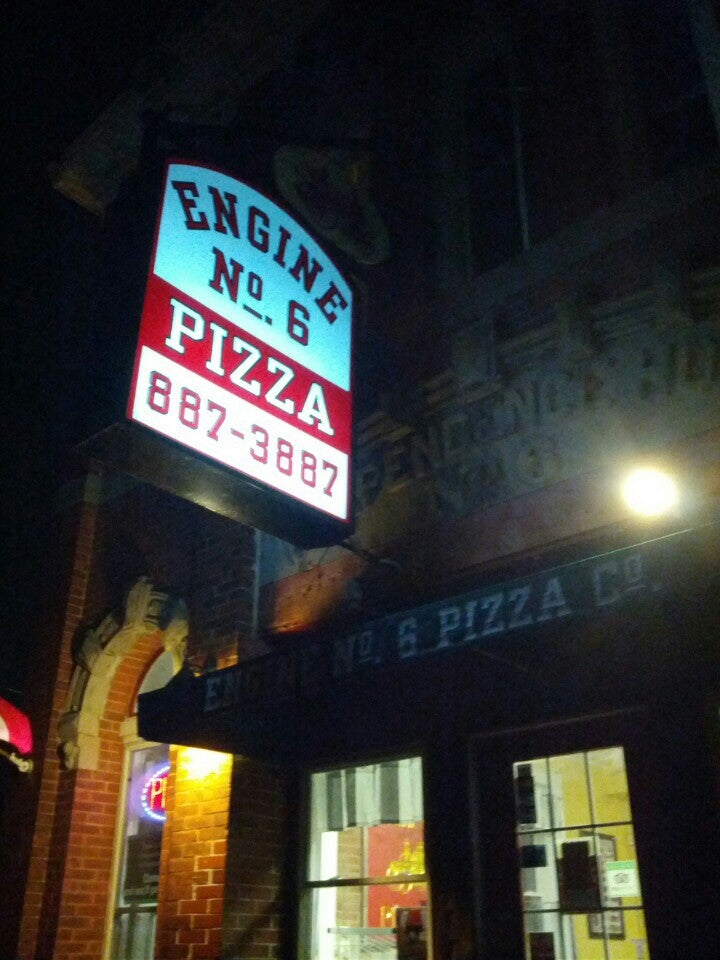 ENGINE
Nº. 6
PIZZA
887-3887
ENGINE Nº. 6 PIZZA Cº.